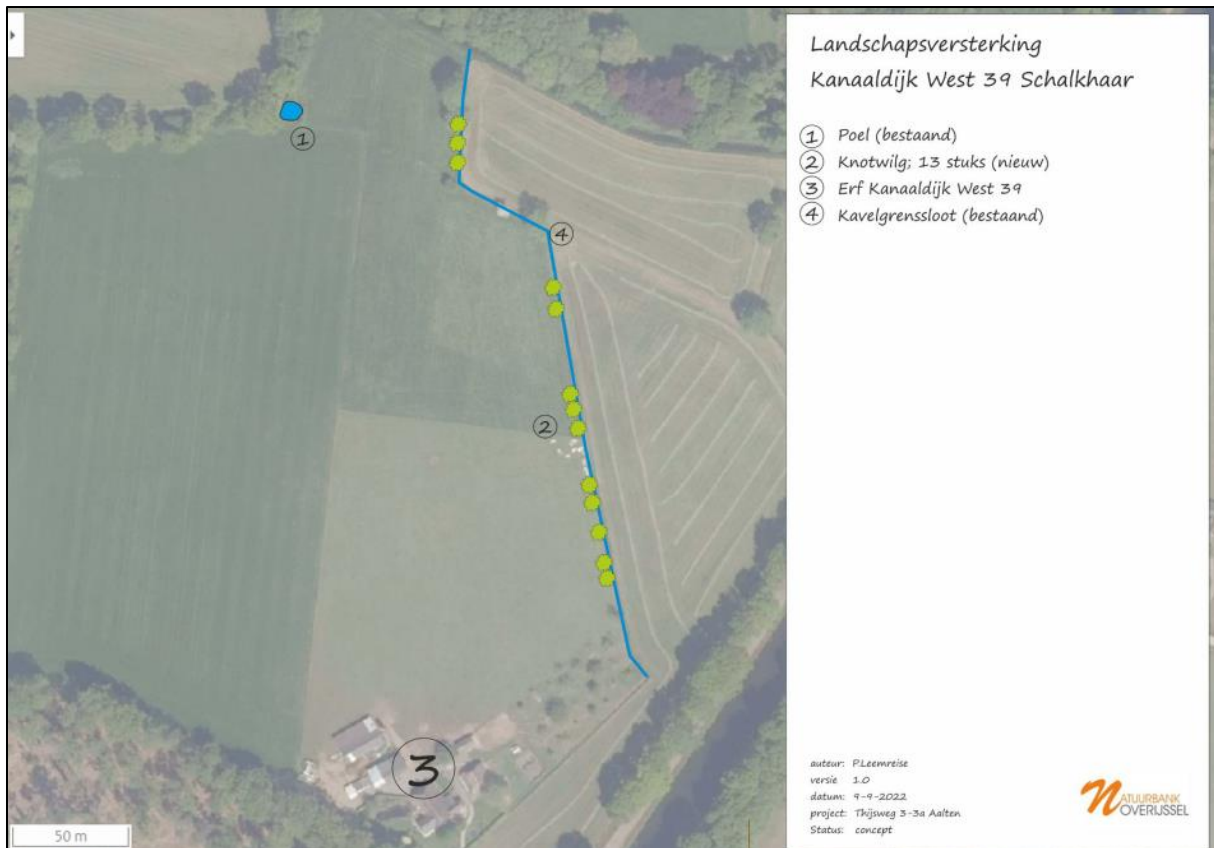 Landschapsversterking
Kanaaldijk West 39 Schalkhaar
1 Poel (bestaand)
2 Knotwilg; 13 stuks (nieuw)
3 Erf Kanaaldijk West 39
4 Kavelgrenssloot (bestaand)
1
4
2
3
50 m
auteur: P.Leemreise
versie 1.0
datum: 9-9-2022
project: Thijsweg 3-3a Aalten
Status: concept
NATUURBANK
OVERIJSSEL